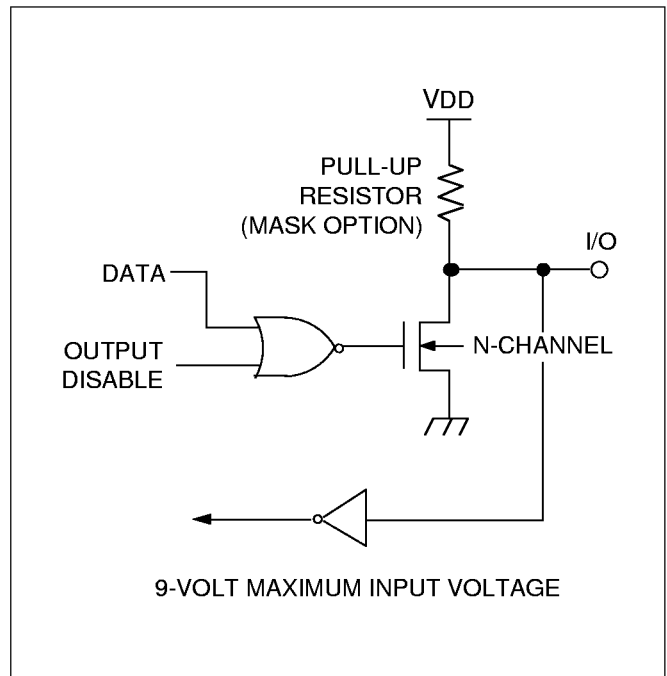 VDD
PULL-UP
RESISTOR
(MASK OPTION)
I/O
DATA
OUTPUT
DISABLE
N-CHANNEL
9-VOLT MAXIMUM INPUT VOLTAGE